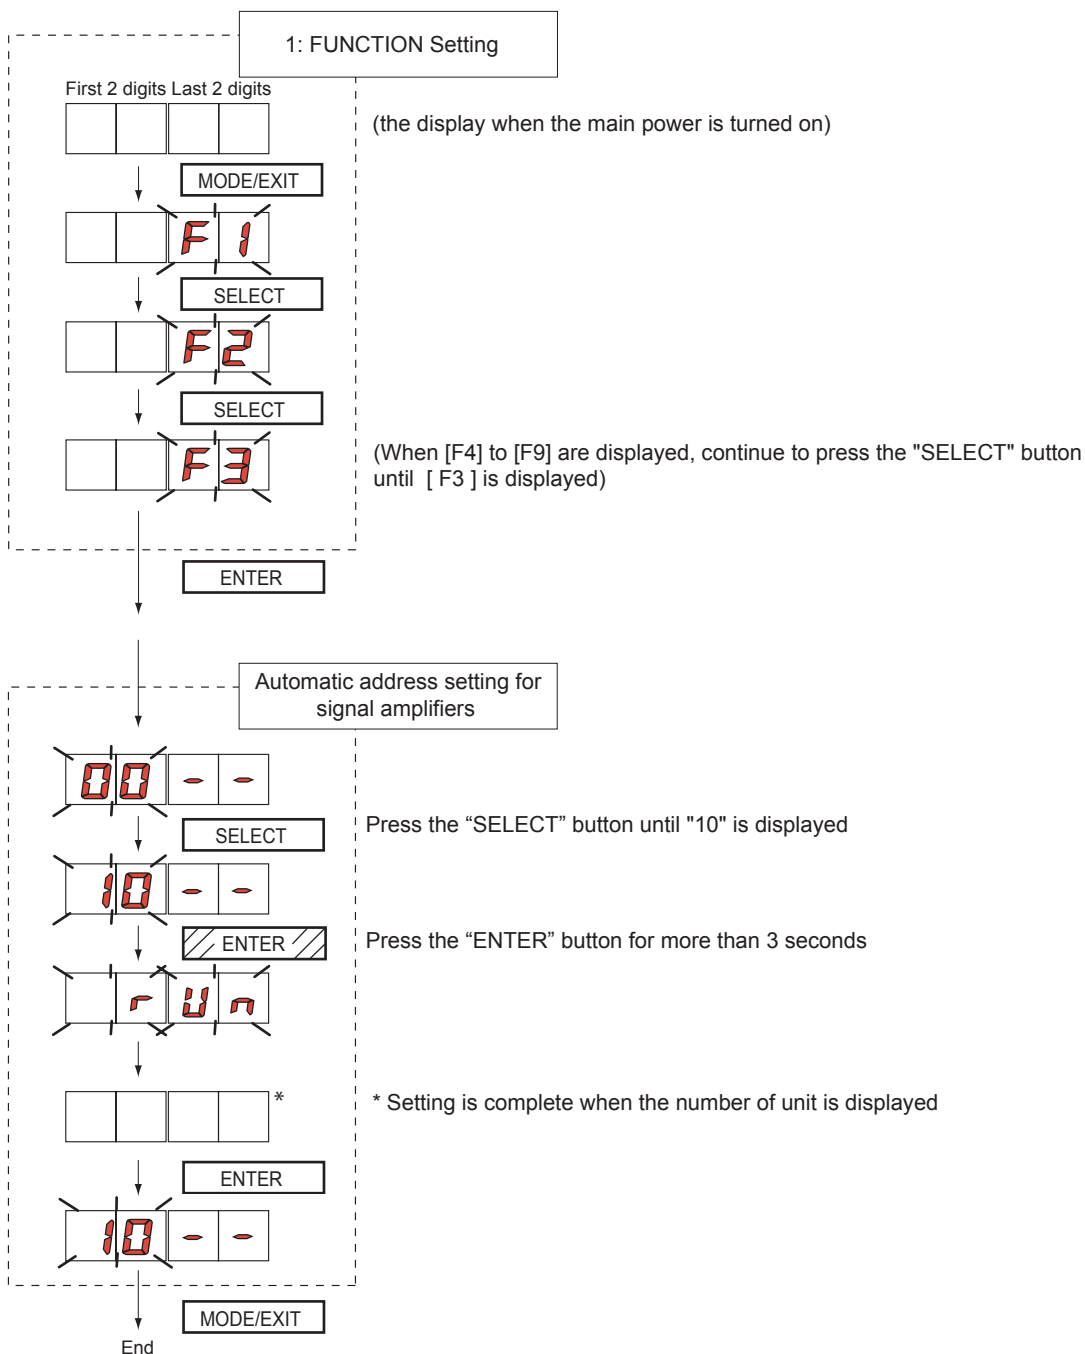 1: FUNCTION Setting
First 2 digits Last 2 digits
(the display when the main power is turned on)
MODE/EXIT
F 1
SELECT
F2
SELECT
F3
(When [F4] to [F9] are displayed, continue to press the "SELECT" button
until [ F3 ] is displayed)
ENTER
Automatic address setting for
signal amplifiers
00 - -
SELECT
Press the “SELECT” button until "10" is displayed
10 - -
ENTER
Press the “ENTER” button for more than 3 seconds
r U n
*
* Setting is complete when the number of unit is displayed
ENTER
10 - -
MODE/EXIT
End